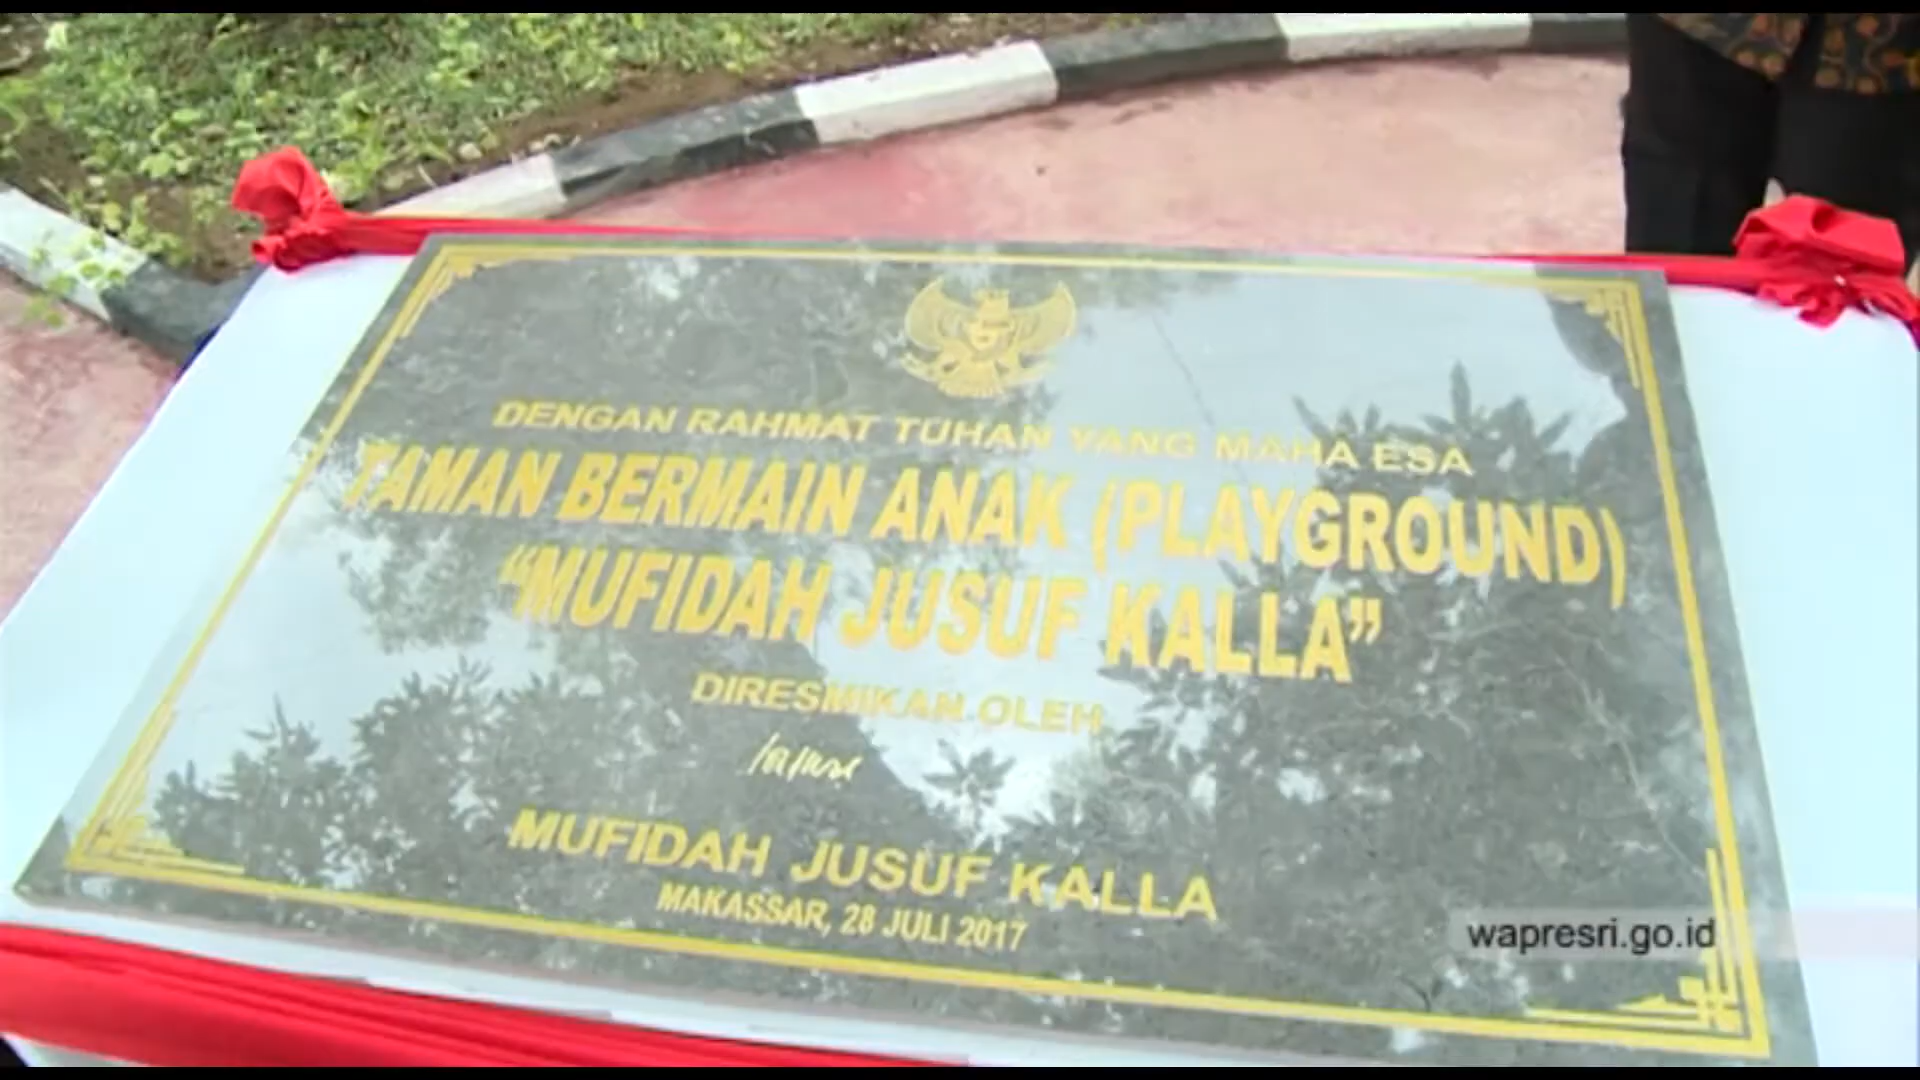 DENGAN RAHMAT TUHAN YANG MAHA ESA
TAMAN BERMAIN ANAK (PLAYGROUND)
“MUFIDAH JUSUF KALLA”
DIRESMIKAN OLEH
MUFIDAH JUSUF KALLA
MAKASSAR, 28 JULI 2017
wapresri.go.id